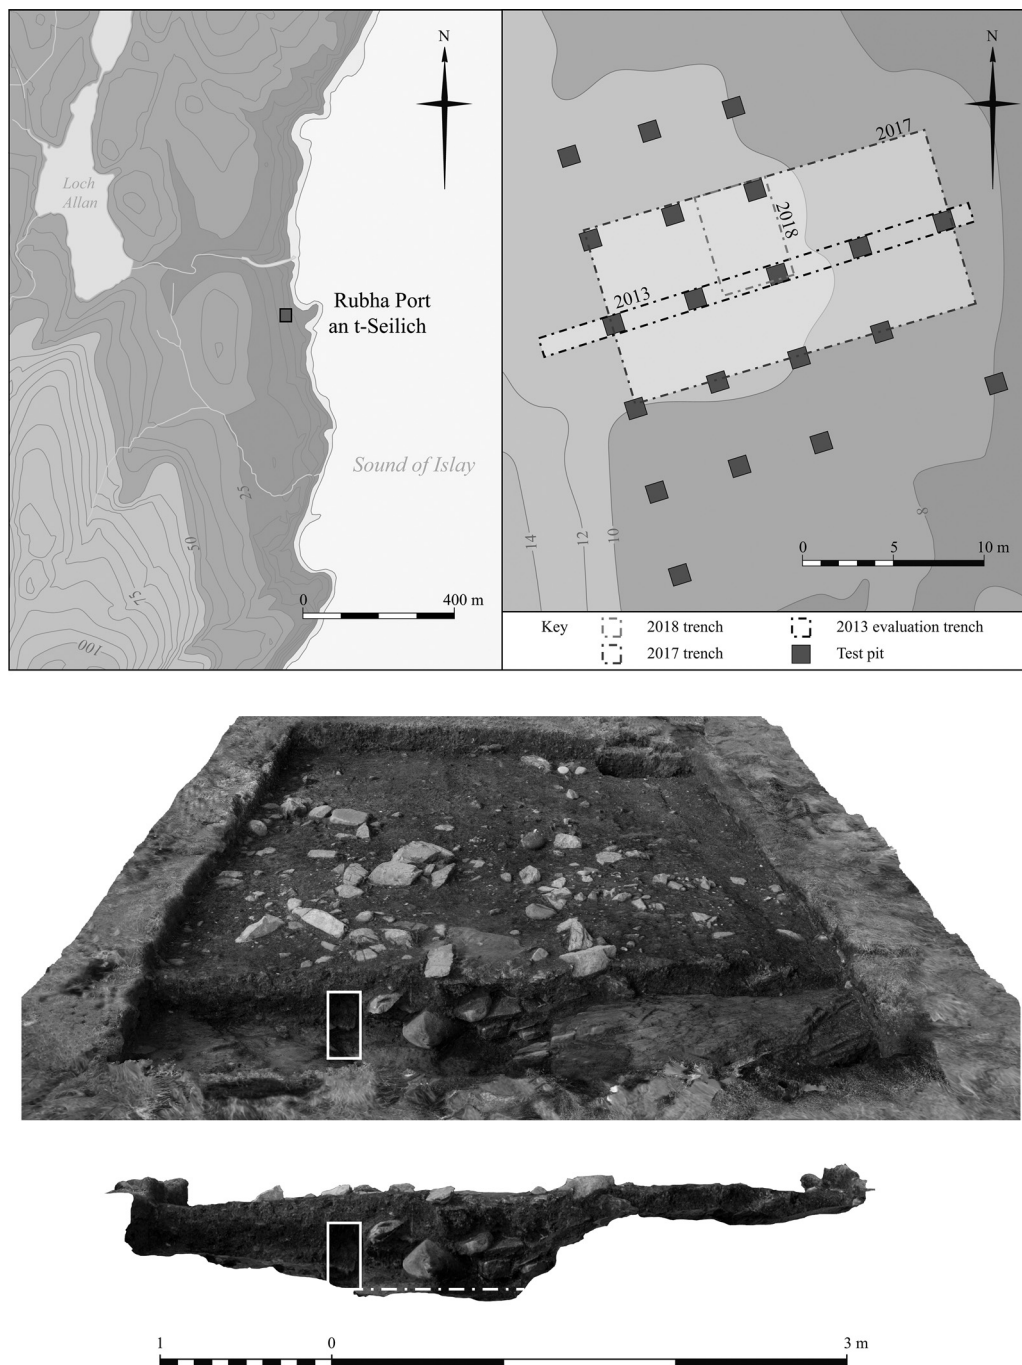 N
Loch
Allan
Rubha Port
an t-Seilich
Sound of Islay
25
50
75
100
0 400 m
N
2017
2018
2013
14
12
10
8
0 5 10 m
Key
2018 trench
2013 evaluation trench
2017 trench
Test pit
1 0 3 m